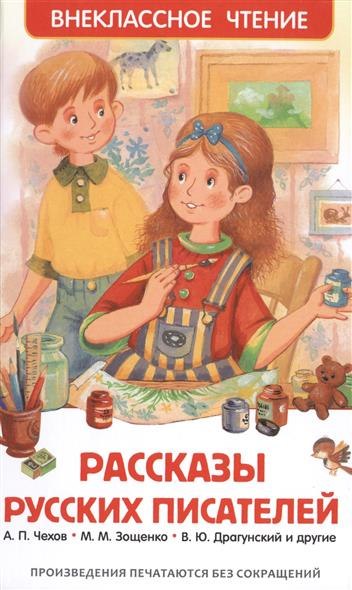 ВНЕКЛАССНОЕ ЧТЕНИЕ
РАССКАЗЫ
РУССКИХ ПИСАТЕЛЕЙ
А. П. Чехов • М. М. Зощенко • В. Ю. Драгунский и другие
ПРОИЗВЕДЕНИЯ ПЕЧАТАЮТСЯ БЕЗ СОКРАЩЕНИЙ